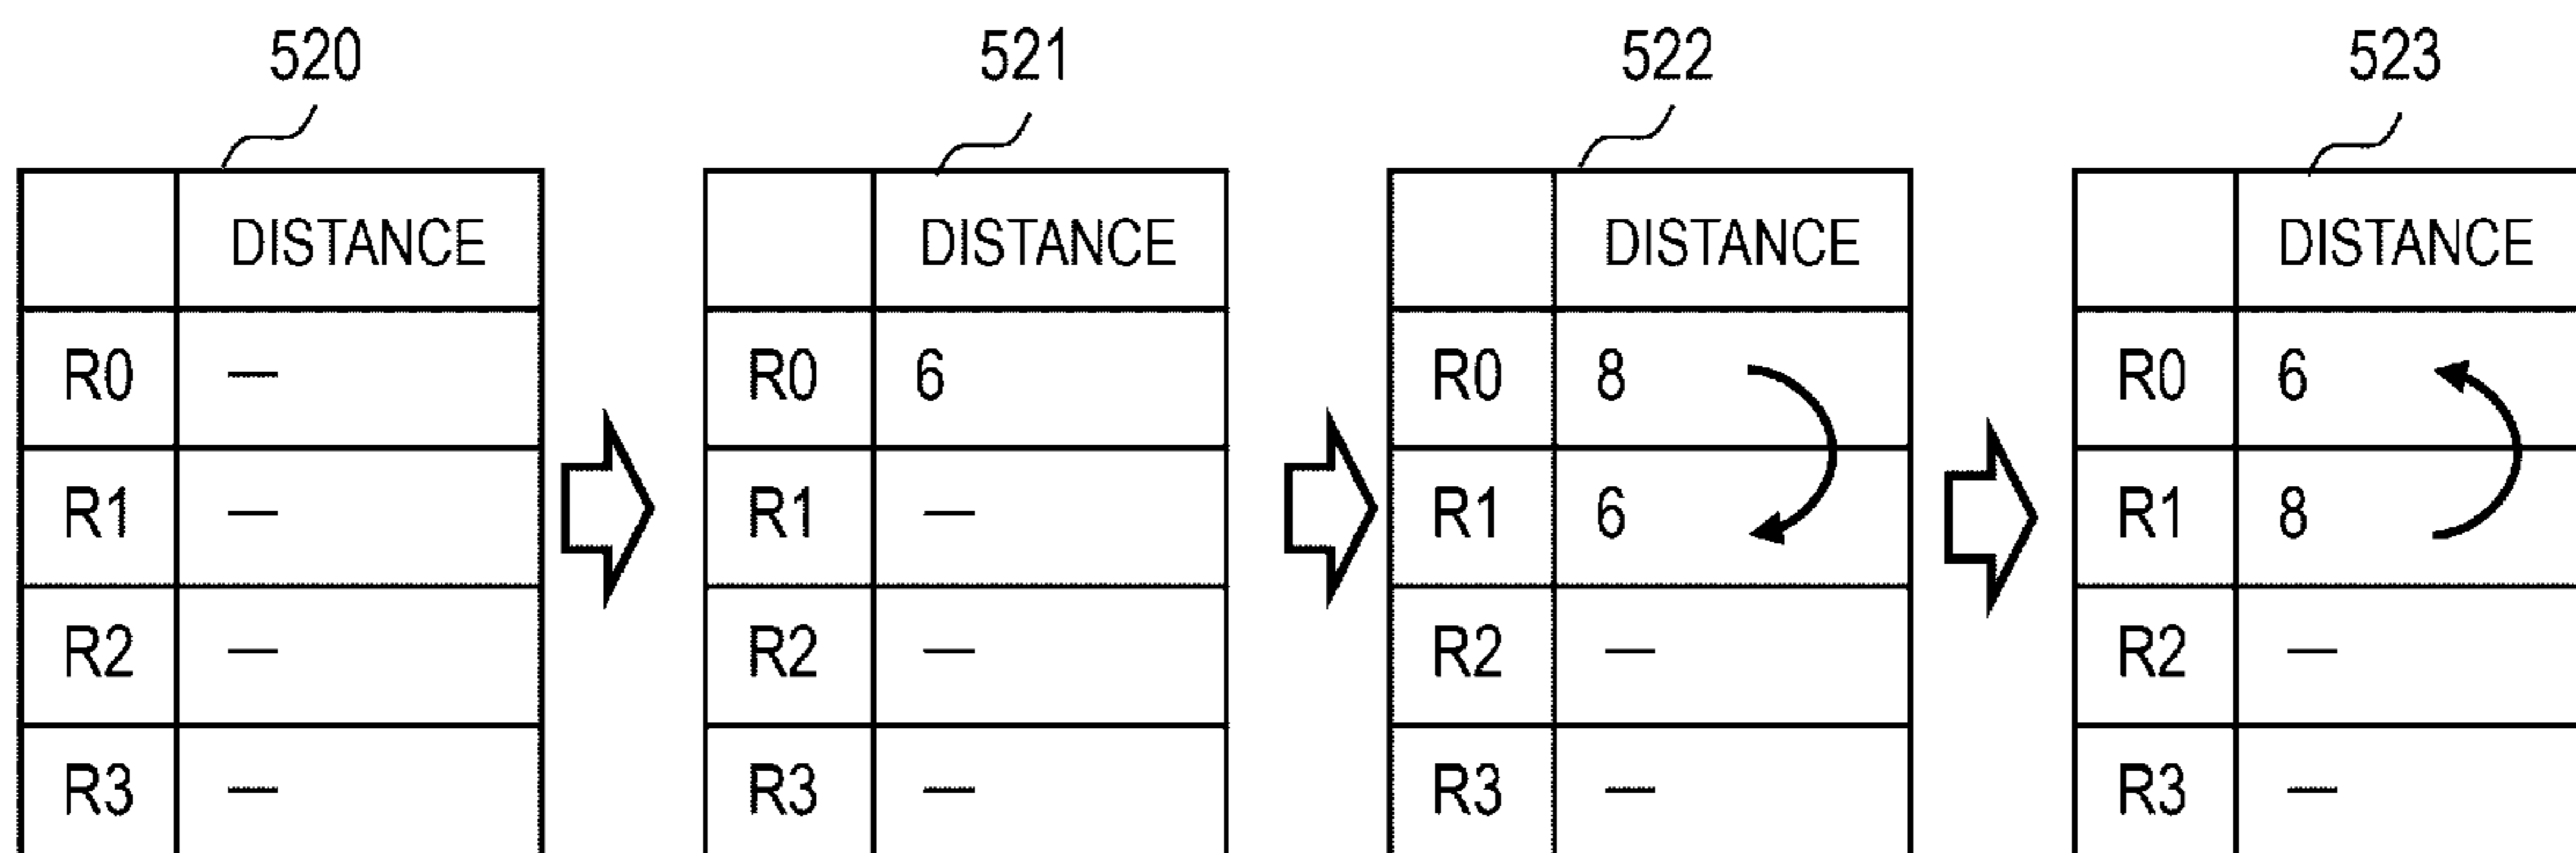 520 521 522 523
DISTANCE DISTANCE DISTANCE DISTANCE
R0 — R0 6 R0 8 R0 6
R1 — R1 — R1 6 R1 8
R2 — R2 — R2 — R2 —
R3 — R3 — R3 — R3 —